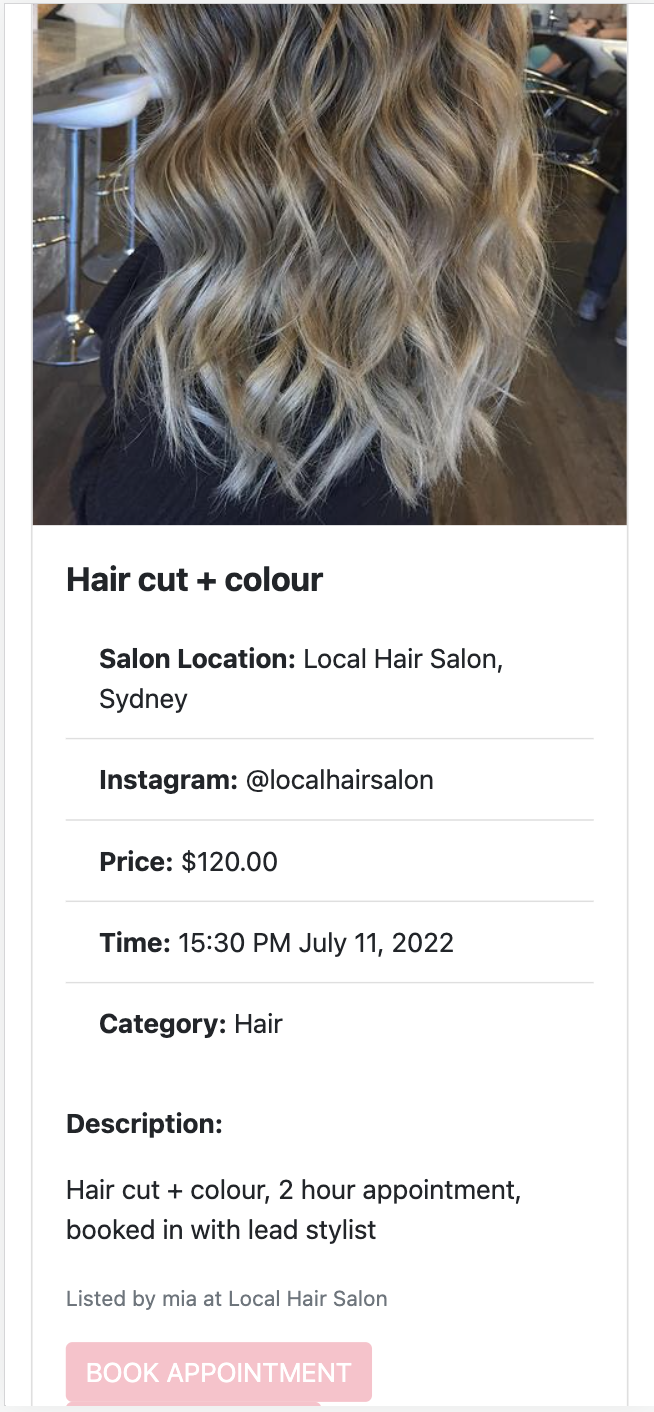 Hair cut + colour
Salon Location: Local Hair Salon,
Sydney
Instagram: @localhairsalon
Price: $120.00
Time: 15:30 PM July 11, 2022
Category: Hair
Description:
Hair cut + colour, 2 hour appointment,
booked in with lead stylist
Listed by mia at Local Hair Salon
BOOK APPOINTMENT